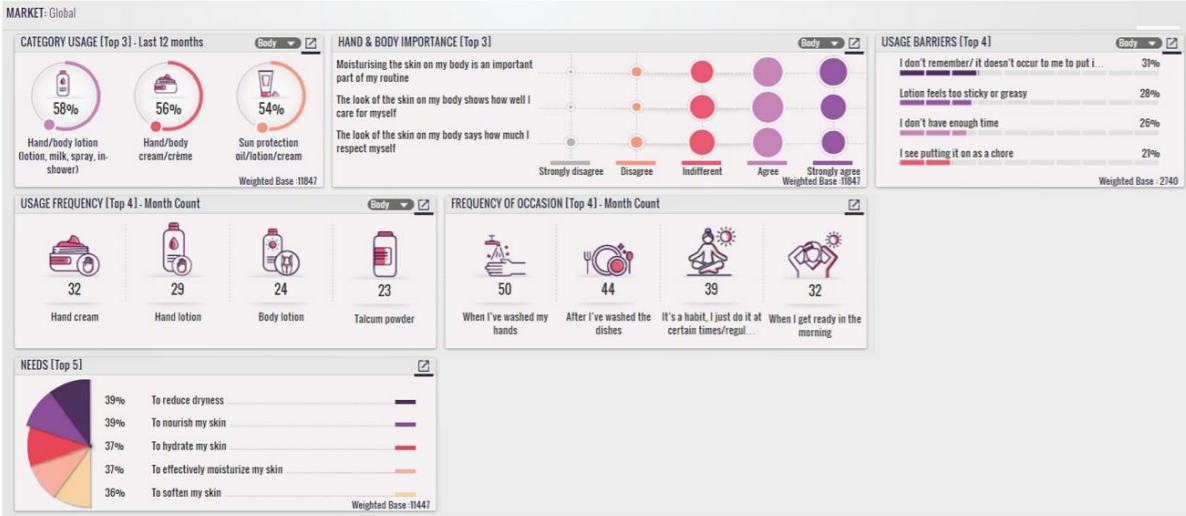 MARKET: Global
CATEGORY USAGE [Top 3] - Last 12 months
Body
58%
56%
54%
Hand/body lotion
(lotion, milk, spray, in-
shower)
Hand/body
cream/crème
Sun protection
oil/lotion/cream
Weighted Base :11847
HAND & BODY IMPORTANCE [Top 3]
Body
Moisturising the skin on my body is an important
part of my routine
The look of the skin on my body shows how well I
care for myself
The look of the skin on my body says how much I
respect myself
Strongly disagree
Disagree
Indifferent
Agree
Strongly agree
Weighted Base :11847
USAGE BARRIERS [Top 4]
Body
I don't remember/ it doesn't occur to me to put i...
31%
Lotion feels too sticky or greasy
28%
I don't have enough time
26%
I see putting it on as a chore
21%
Weighted Base : 2740
USAGE FREQUENCY [Top 4] - Month Count
Body
32
29
24
23
Hand cream
Hand lotion
Body lotion
Talcum powder
FREQUENCY OF OCCASION [Top 4] - Month Count
50
44
39
32
When I've washed my
hands
After I've washed the
dishes
It's a habit, I just do it at
certain times/regul...
When I get ready in the
morning
NEEDS [Top 5]
39% To reduce dryness
39% To nourish my skin
37% To hydrate my skin
37% To effectively moisturize my skin
36% To soften my skin
Weighted Base :11447